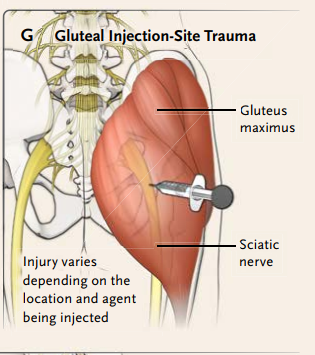 G Gluteal Injection-Site Trauma
Gluteus
maximus
Sciatic
nerve
Injury varies
depending on the
location and agent
being injected